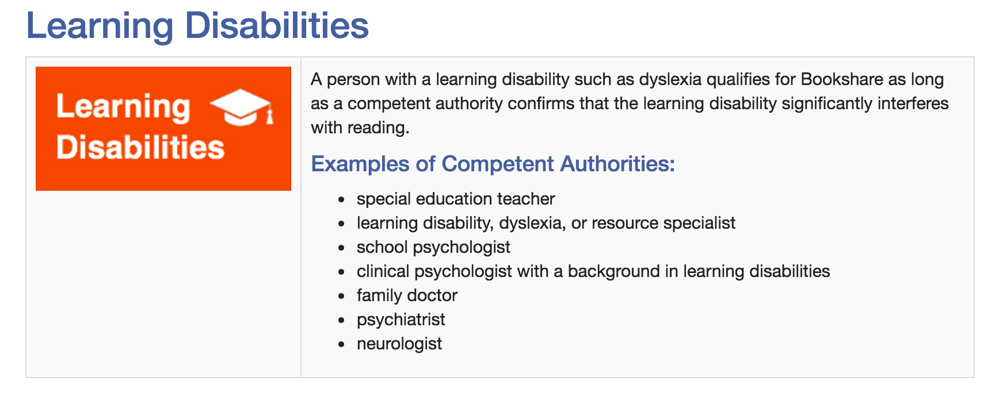 Learning Disabilities
Learning
Disabilities
A person with a learning disability such as dyslexia qualifies for Bookshare as long
as a competent authority confirms that the learning disability significantly interferes
with reading.
Examples of Competent Authorities:
• special education teacher
• learning disability, dyslexia, or resource specialist
• school psychologist
• clinical psychologist with a background in learning disabilities
• family doctor
• psychiatrist
• neurologist